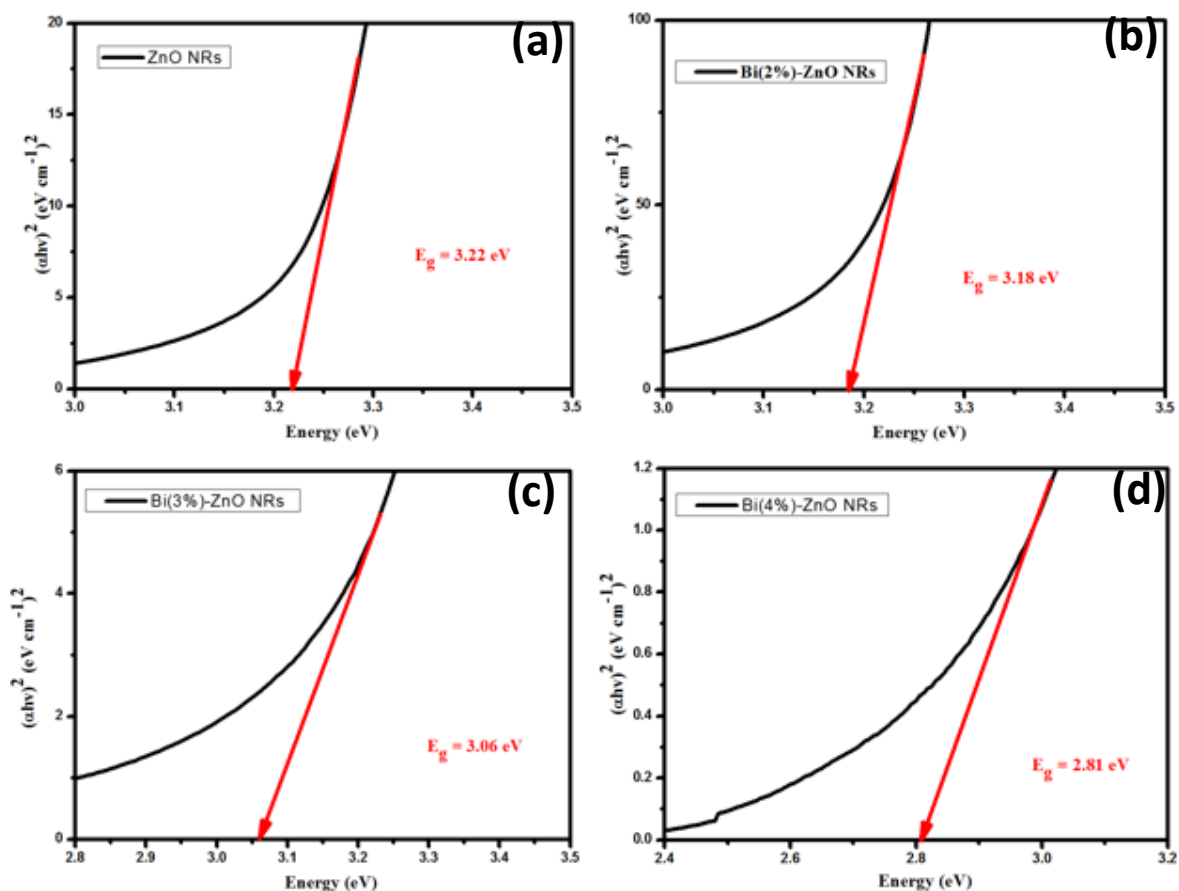 (a)
ZnO NRs
20
15
10
5
0
(αhν)² (eV cm⁻¹)²
E_g = 3.22 eV
3.0 3.1 3.2 3.3 3.4 3.5
Energy (eV)
(b)
Bi(2%)-ZnO NRs
100
50
0
(αhν)² (eV cm⁻¹)²
E_g = 3.18 eV
3.0 3.1 3.2 3.3 3.4 3.5
Energy (eV)
(c)
Bi(3%)-ZnO NRs
6
4
2
0
(αhν)² (eV cm⁻¹)²
E_g = 3.06 eV
2.8 2.9 3.0 3.1 3.2 3.3 3.4 3.5
Energy (eV)
(d)
Bi(4%)-ZnO NRs
1.2
1.0
0.8
0.6
0.4
0.2
0.0
(αhν)² (eV cm⁻¹)²
E_g = 2.81 eV
2.4 2.6 2.8 3.0 3.2
Energy (eV)